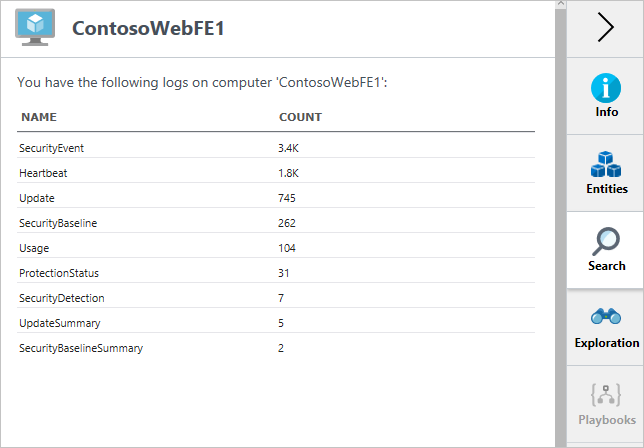 ContosoWebFE1
You have the following logs on computer 'ContosoWebFE1':
NAME COUNT
SecurityEvent 3.4K
Heartbeat 1.8K
Update 745
SecurityBaseline 262
Usage 104
ProtectionStatus 31
SecurityDetection 7
UpdateSummary 5
SecurityBaselineSummary 2
Info
Entities
Search
Exploration
Playbooks